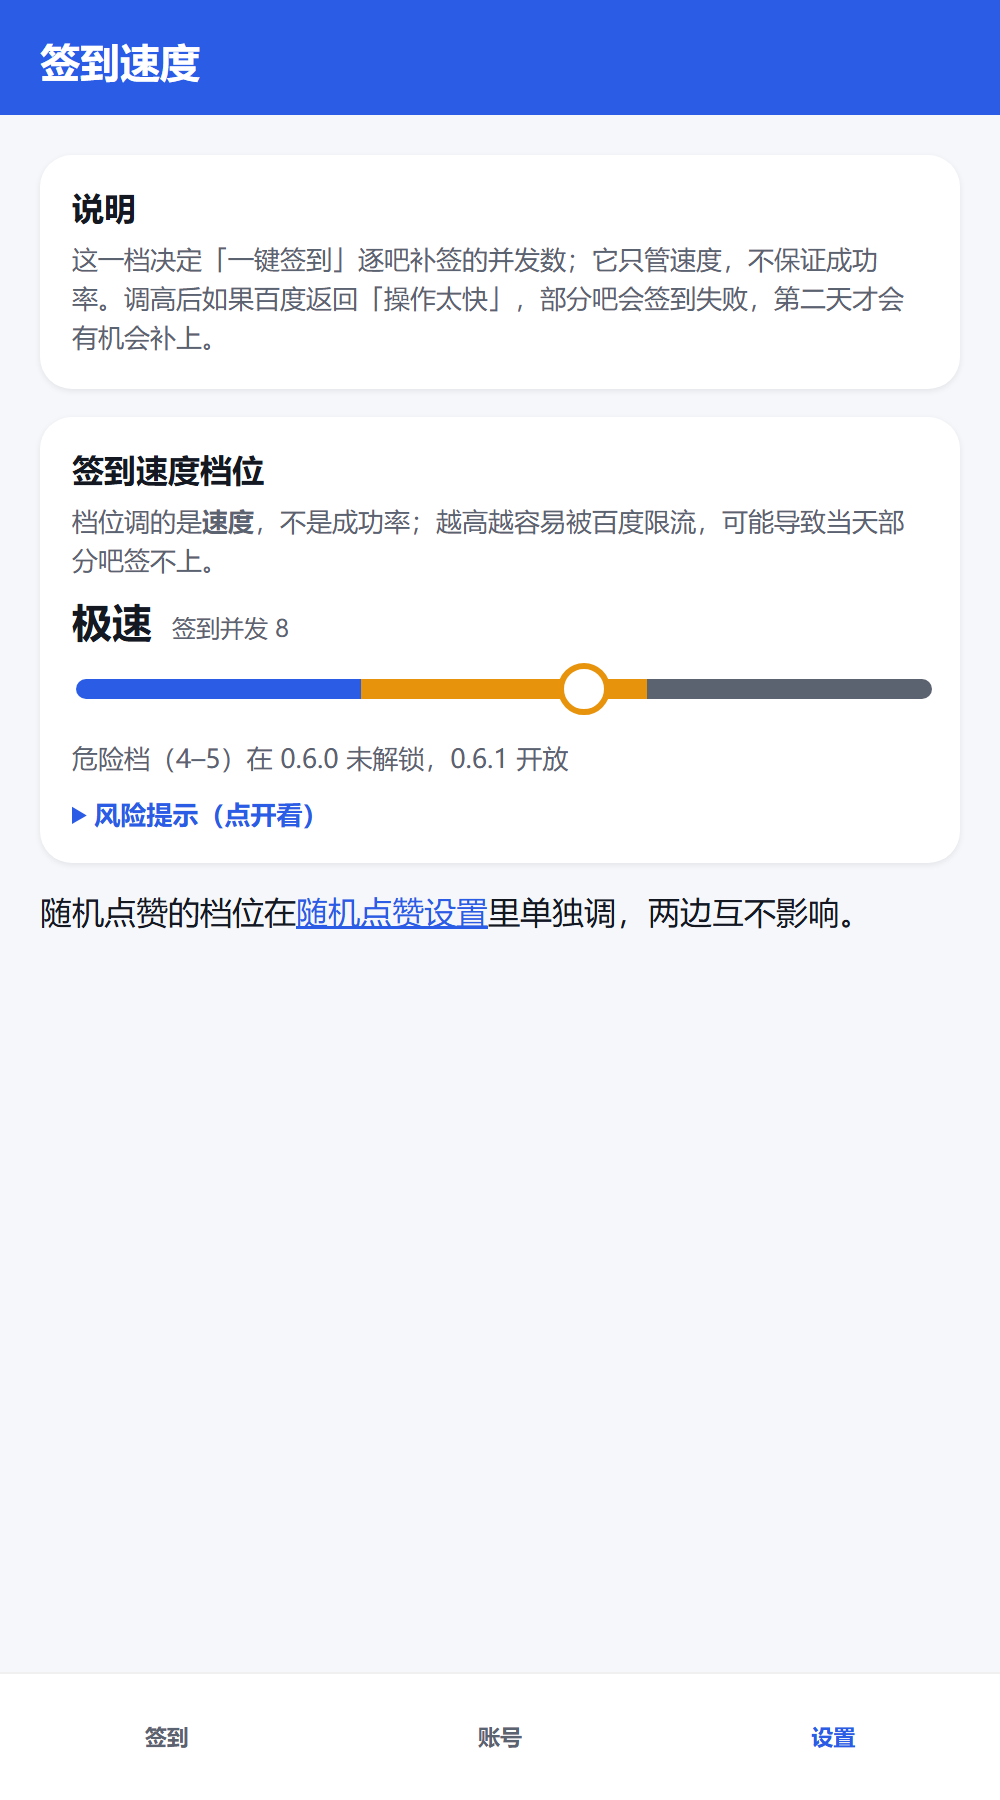 签到速度
说明
这一档决定「一键签到」逐吧补签的并发数；它只管速度，不保证成功
率。调高后如果百度返回「操作太快」，部分吧会签到失败，第二天才会
有机会补上。
签到速度档位
档位调的是速度，不是成功率；越高越容易被百度限流，可能导致当天部
分吧签不上。
极速 签到并发 8
危险档（4–5）在 0.6.0 未解锁，0.6.1 开放
▶ 风险提示（点开看）
随机点赞的档位在随机点赞设置里单独调，两边互不影响。
签到 账号 设置